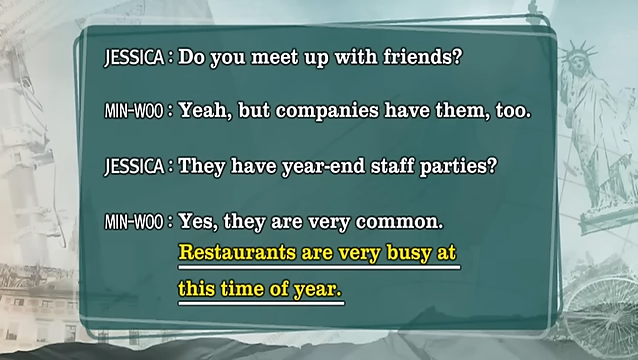 JESSICA : Do you meet up with friends?
MIN-WOO : Yeah, but companies have them, too.
JESSICA : They have year-end staff parties?
MIN-WOO : Yes, they are very common.
Restaurants are very busy at
this time of year.